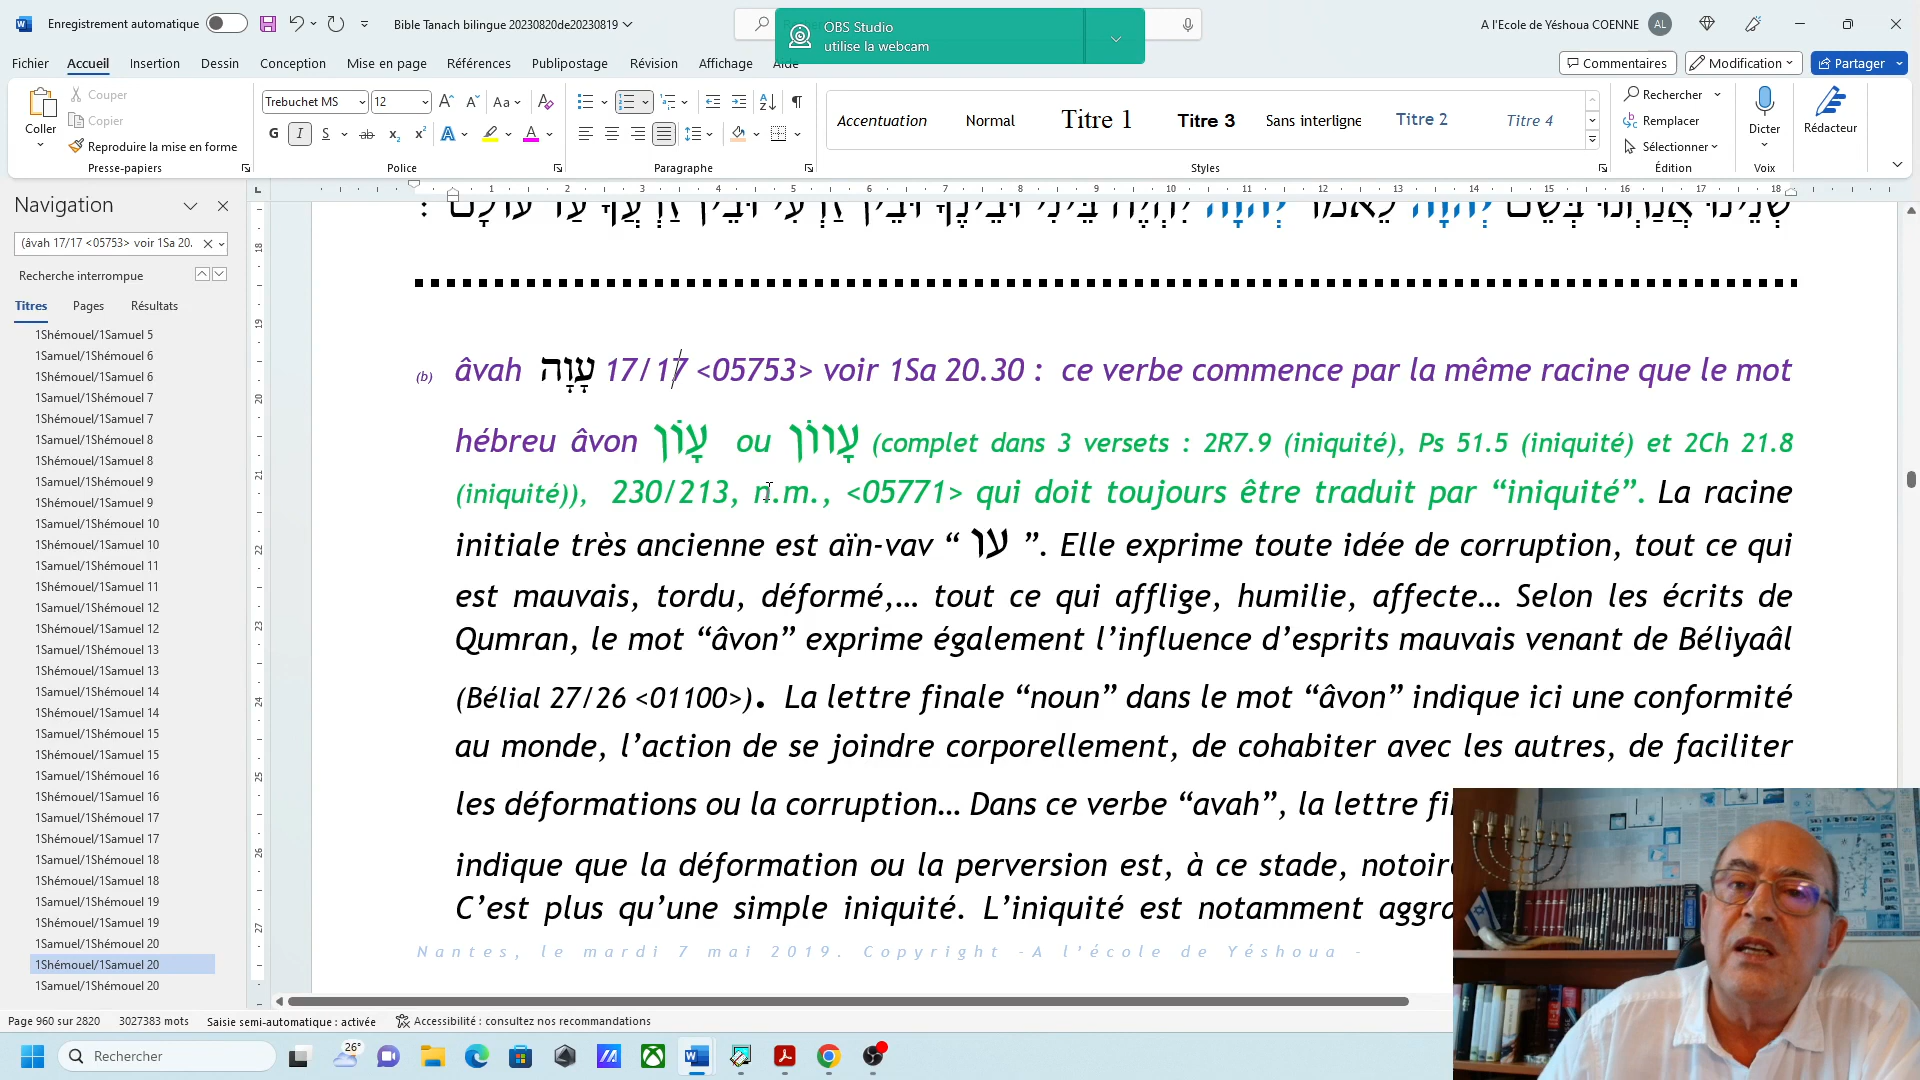 Enregistrement automatique
Bible Tanach bilingue 20230820de20230819
OBS Studio
utilise la webcam
A l'Ecole de Yéshoua COENNE
AL
Fichier
Accueil
Insertion
Dessin
Conception
Mise en page
Références
Publipostage
Révision
Affichage
Aide
Commentaires
Modification
Partager
Coller
Couper
Copier
Reproduire la mise en forme
Presse-papiers
Trebuchet MS
12
Police
Paragraphe
Accentuation
Normal
Titre 1
Titre 3
Sans interligne
Titre 2
Titre 4
Styles
Rechercher
Remplacer
Sélectionner
Édition
Dicter
Voix
Rédacteur
Navigation
(âvah 17/17 <05753> voir 1Sa 20.
Recherche interrompue
Titres
Pages
Résultats
1Shémouel/1Samuel 5
1Samuel/1Shémouel 6
1Shémouel/1Samuel 6
1Samuel/1Shémouel 7
1Shémouel/1Samuel 7
1Samuel/1Shémouel 8
1Shémouel/1Samuel 8
1Samuel/1Shémouel 9
1Shémouel/1Samuel 9
1Samuel/1Shémouel 10
1Shémouel/1Samuel 10
1Samuel/1Shémouel 11
1Shémouel/1Samuel 11
1Samuel/1Shémouel 12
1Shémouel/1Samuel 12
1Samuel/1Shémouel 13
1Shémouel/1Samuel 13
1Samuel/1Shémouel 14
1Shémouel/1Samuel 14
1Samuel/1Shémouel 15
1Shémouel/1Samuel 15
1Samuel/1Shémouel 16
1Shémouel/1Samuel 16
1Samuel/1Shémouel 17
1Shémouel/1Samuel 17
1Samuel/1Shémouel 18
1Shémouel/1Samuel 18
1Samuel/1Shémouel 19
1Shémouel/1Samuel 19
1Samuel/1Shémouel 20
1Shémouel/1Samuel 20
1Samuel/1Shémouel 20
שְׁנֵינוּ אֲנַחְנוּ בְּשֵׁם יְהוָה לֵאמֹר יְהוָה יִהְיֶה בֵּינִי וּבֵינֶךָ וּבֵין זַרְעִי וּבֵין זַרְעֲךָ עַד עוֹלָם :
(b) âvah עָוָה 17/17 <05753> voir 1Sa 20.30 : ce verbe commence par la même racine que le mot
hébreu âvon עָוֹן ou עָווֹן (complet dans 3 versets : 2R7.9 (iniquité), Ps 51.5 (iniquité) et 2Ch 21.8
(iniquité)), 230/213, n.m., <05771> qui doit toujours être traduit par “iniquité”. La racine
initiale très ancienne est aïn-vav “ עו ”. Elle exprime toute idée de corruption, tout ce qui
est mauvais, tordu, déformé,… tout ce qui afflige, humilie, affecte… Selon les écrits de
Qumran, le mot “âvon” exprime également l’influence d’esprits mauvais venant de Béliyaâl
(Bélial 27/26 <01100>). La lettre finale “noun” dans le mot “âvon” indique ici une conformité
au monde, l’action de se joindre corporellement, de cohabiter avec les autres, de faciliter
les déformations ou la corruption… Dans ce verbe “avah”, la lettre fi
indique que la déformation ou la perversion est, à ce stade, notoire
C’est plus qu’une simple iniquité. L’iniquité est notamment aggra
Nantes, le mardi 7 mai 2019. Copyright -A l’école de Yéshoua -
Page 960 sur 2820
3027383 mots
Saisie semi-automatique : activée
Accessibilité : consultez nos recommandations
Rechercher
26°